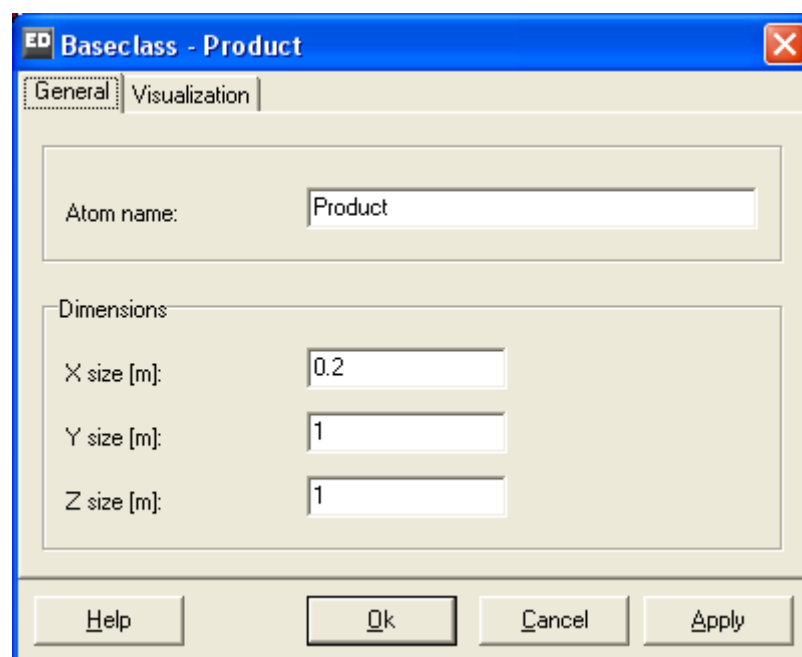 ED Baseclass - Product
General Visualization
Atom name: Product
Dimensions
X size [m]: 0.2
Y size [m]: 1
Z size [m]: 1
Help Ok Cancel Apply